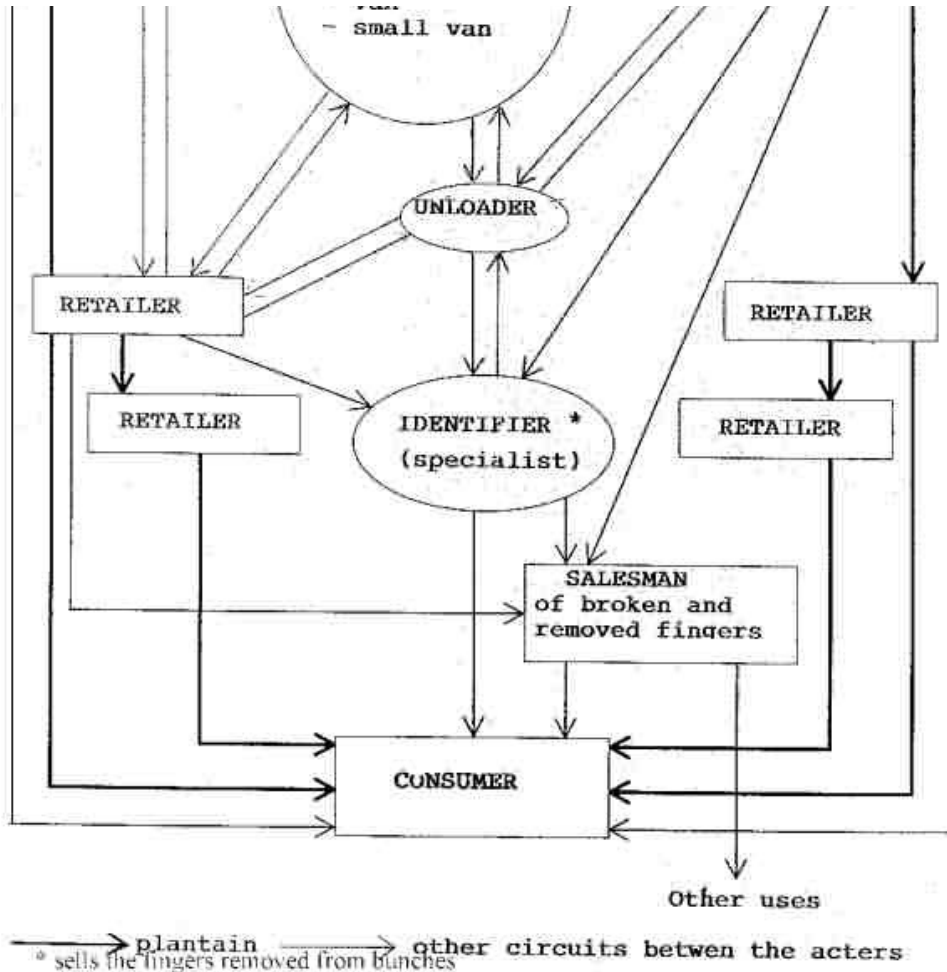 – small van
UNLOADER
RETAILER
RETAILER
RETAILER
RETAILER
IDENTIFIER *
(specialist)
SALESMAN
of broken and
removed fingers
CONSUMER
Other uses
plantain
other circuits betwen the acters
* sells the fingers removed from bunches